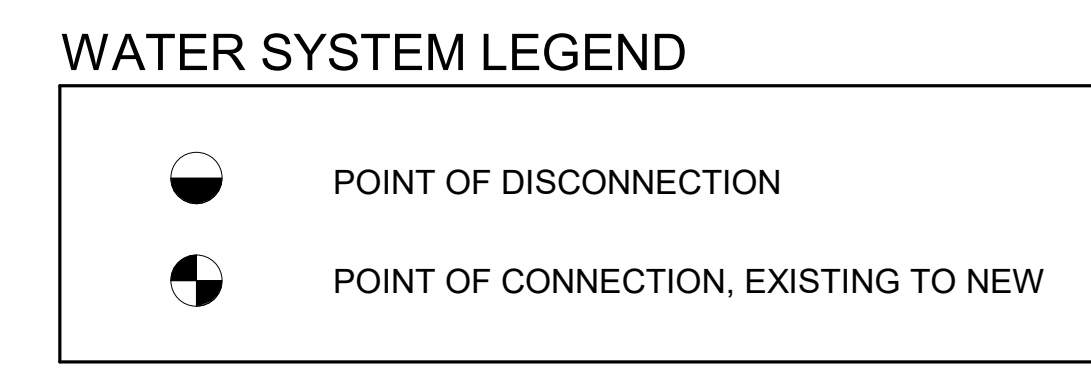 WATER SYSTEM LEGEND
POINT OF DISCONNECTION
POINT OF CONNECTION, EXISTING TO NEW